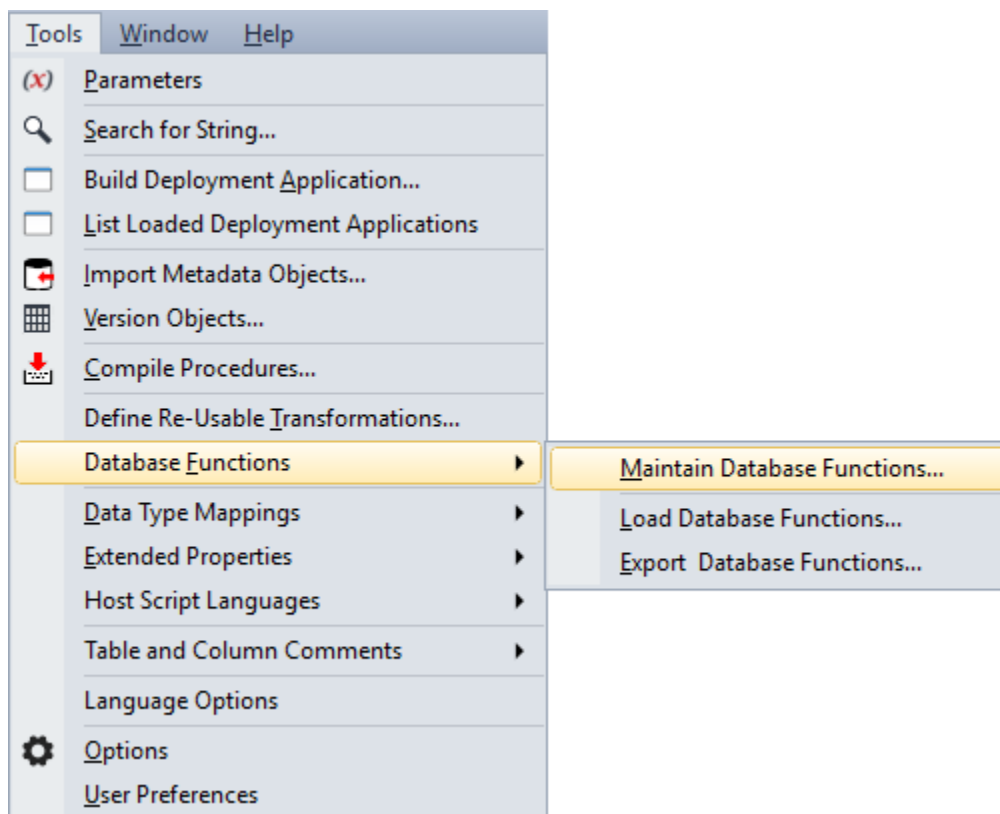 Tools Window Help
(x) Parameters
Search for String...
Build Deployment Application...
List Loaded Deployment Applications
Import Metadata Objects...
Version Objects...
Compile Procedures...
Define Re-Usable Transformations...
Database Functions
Maintain Database Functions...
Load Database Functions...
Export  Database Functions...
Data Type Mappings
Extended Properties
Host Script Languages
Table and Column Comments
Language Options
Options
User Preferences